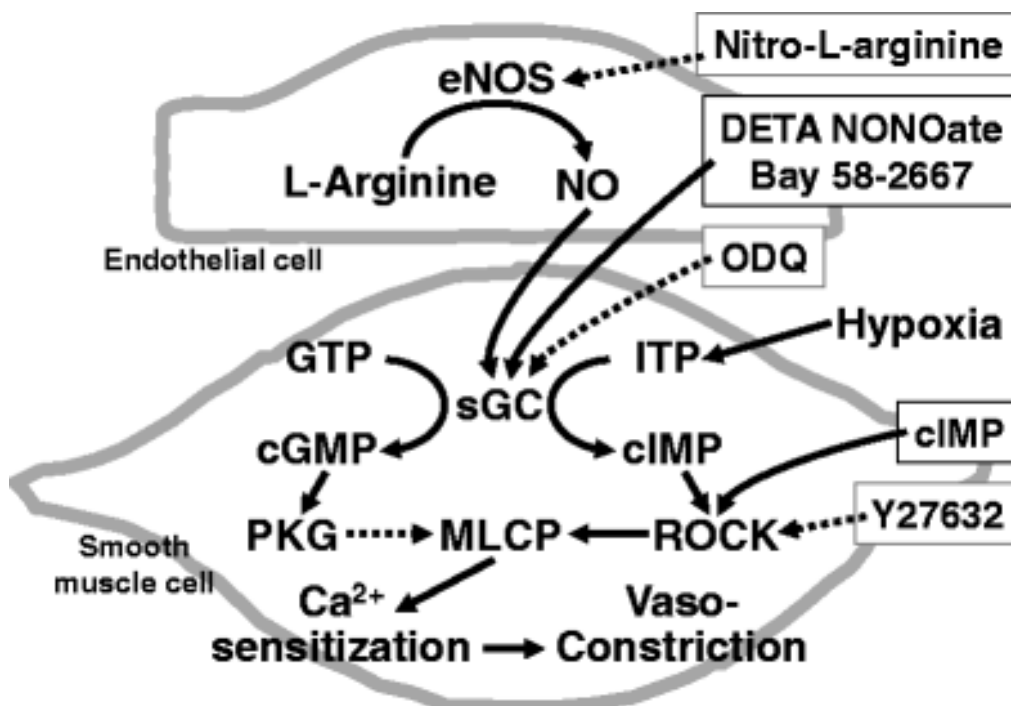 Nitro-L-arginine
eNOS
DETA NONOate
Bay 58-2667
L-Arginine
NO
Endothelial cell
ODQ
Hypoxia
GTP
ITP
sGC
cGMP
cIMP
cIMP
Y27632
PKG
MLCP
ROCK
Smooth
muscle cell
Ca²⁺
sensitization
Vaso-
Constriction